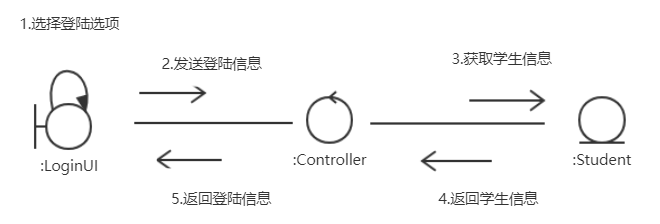 1.选择登陆选项
2.发送登陆信息
3.获取学生信息
:LoginUI
:Controller
:Student
5.返回登陆信息
4.返回学生信息